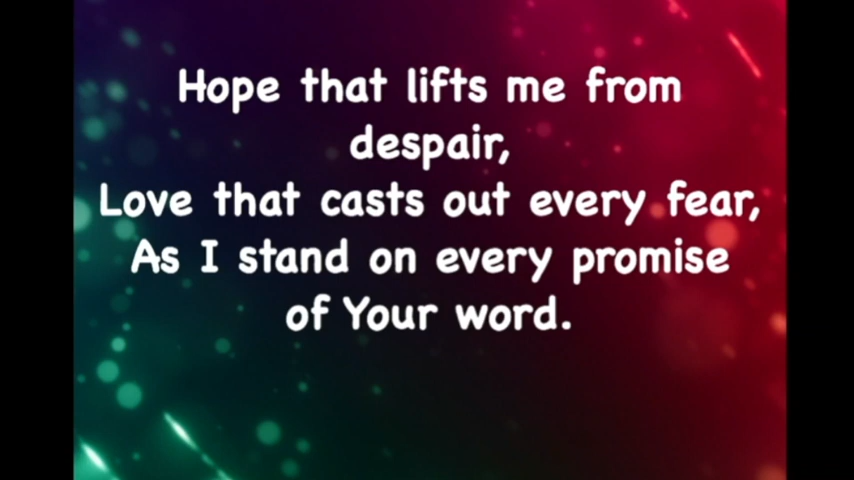 Hope that lifts me from
despair,
Love that casts out every fear,
As I stand on every promise
of Your word.